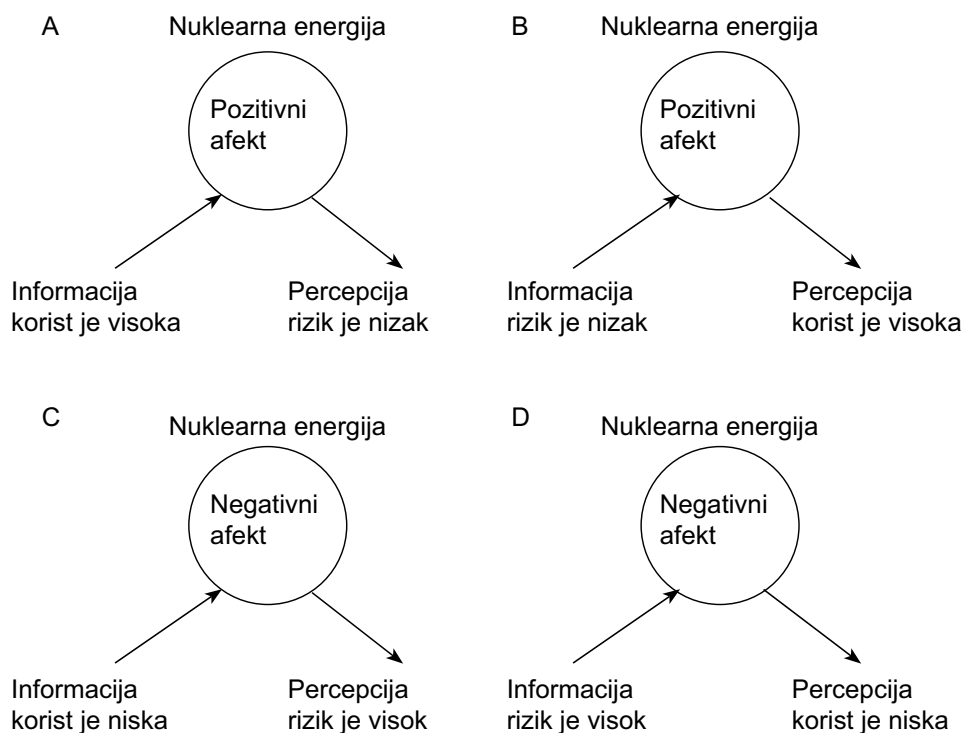 A
Nuklearna energija
Pozitivni
afekt
Informacija
korist je visoka
Percepcija
rizik je nizak
B
Nuklearna energija
Pozitivni
afekt
Informacija
rizik je nizak
Percepcija
korist je visoka
C
Nuklearna energija
Negativni
afekt
Informacija
korist je niska
Percepcija
rizik je visok
D
Nuklearna energija
Negativni
afekt
Informacija
rizik je visok
Percepcija
korist je niska